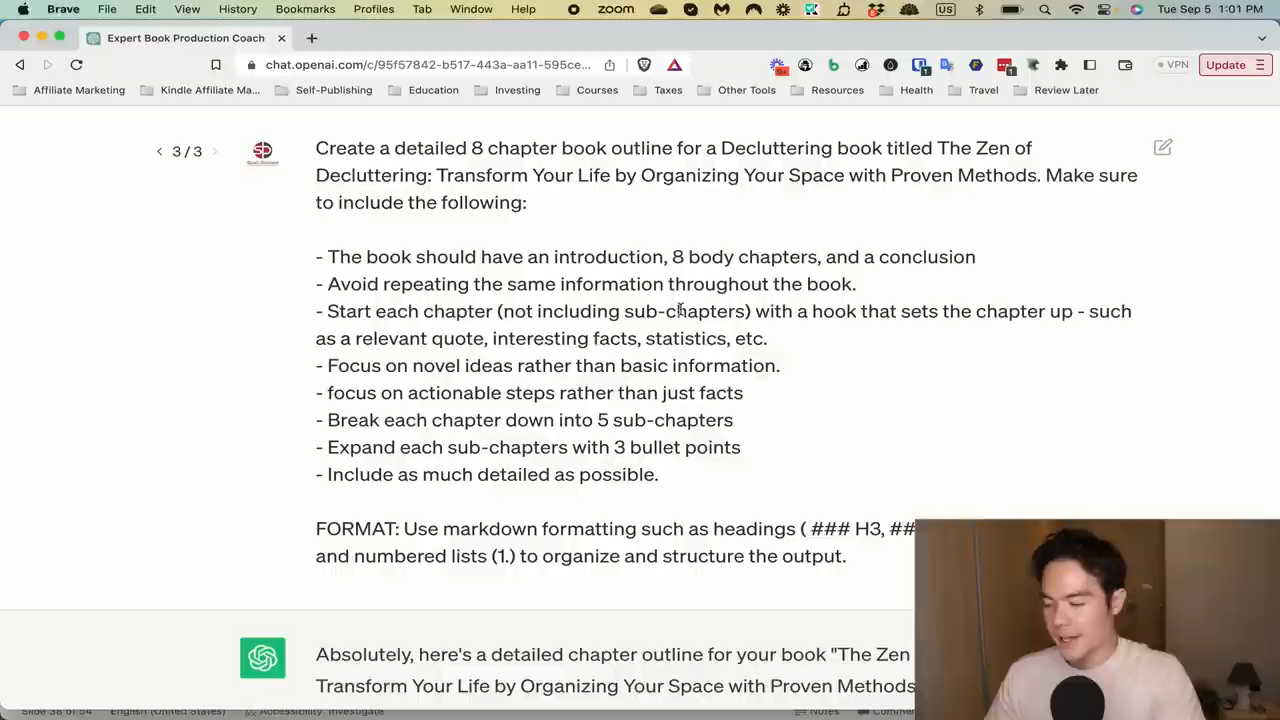 Brave File Edit View History Bookmarks Profiles Tab Window Help zoom US Tue Sep 5 1:01 PM
Expert Book Production Coach
chat.openai.com/c/95f57842-b517-443a-aa11-595ce... VPN Update
Affiliate Marketing Kindle Affiliate Ma... Self-Publishing Education Investing Courses Taxes Other Tools Resources Health Travel Review Later
< 3 / 3 >
Create a detailed 8 chapter book outline for a Decluttering book titled The Zen of
Decluttering: Transform Your Life by Organizing Your Space with Proven Methods. Make sure
to include the following:
- The book should have an introduction, 8 body chapters, and a conclusion
- Avoid repeating the same information throughout the book.
- Start each chapter (not including sub-chapters) with a hook that sets the chapter up - such
as a relevant quote, interesting facts, statistics, etc.
- Focus on novel ideas rather than basic information.
- focus on actionable steps rather than just facts
- Break each chapter down into 5 sub-chapters
- Expand each sub-chapters with 3 bullet points
- Include as much detailed as possible.
FORMAT: Use markdown formatting such as headings ( ### H3, ##
and numbered lists (1.) to organize and structure the output.
Absolutely, here's a detailed chapter outline for your book "The Zen
Transform Your Life by Organizing Your Space with Proven Methods
Slide 38 of 54 English (United States) Accessibility: Investigate Notes